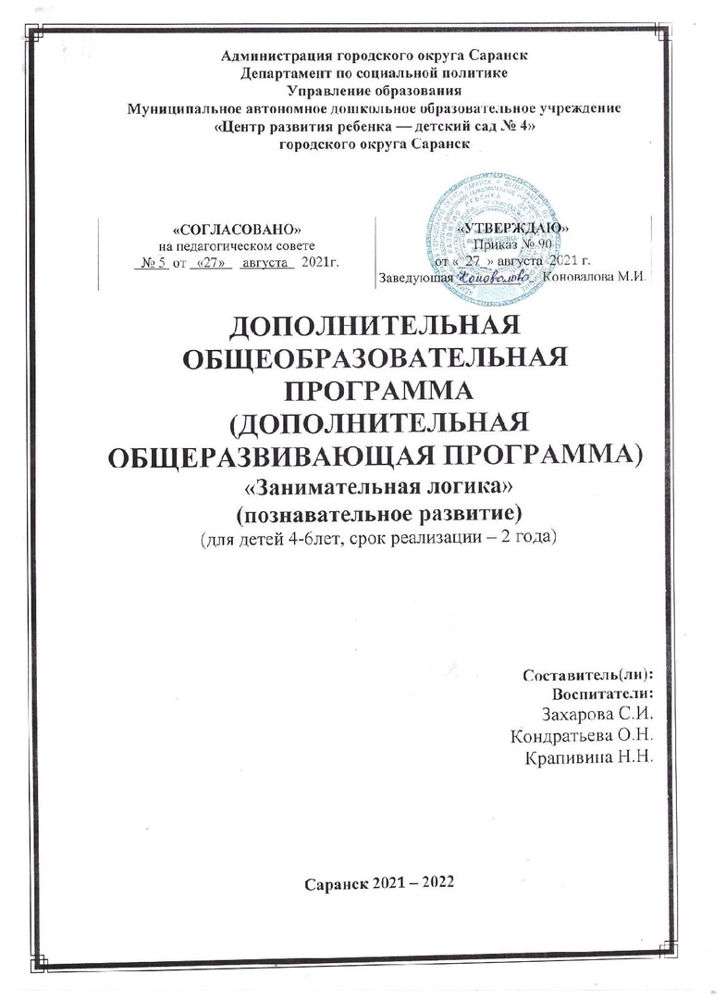 Администрация городского округа Саранск
Департамент по социальной политике
Управление образования
Муниципальное автономное дошкольное образовательное учреждение
«Центр развития ребенка — детский сад № 4»
городского округа Саранск
«СОГЛАСОВАНО»
на педагогическом совете
№ 5 от «27» августа 2021г.
«УТВЕРЖДАЮ»
Приказ № 90
от «_27_» августа 2021 г.
Заведующая Коновалова Коновалова М.И.
ДОПОЛНИТЕЛЬНАЯ
ОБЩЕОБРАЗОВАТЕЛЬНАЯ
ПРОГРАММА
(ДОПОЛНИТЕЛЬНАЯ
ОБЩЕРАЗВИВАЮЩАЯ ПРОГРАММА)
«Занимательная логика»
(познавательное развитие)
(для детей 4-6лет, срок реализации – 2 года)
Составитель(ли):
Воспитатели:
Захарова С.И.
Кондратьева О.Н.
Крапивина Н.Н.
Саранск 2021 – 2022